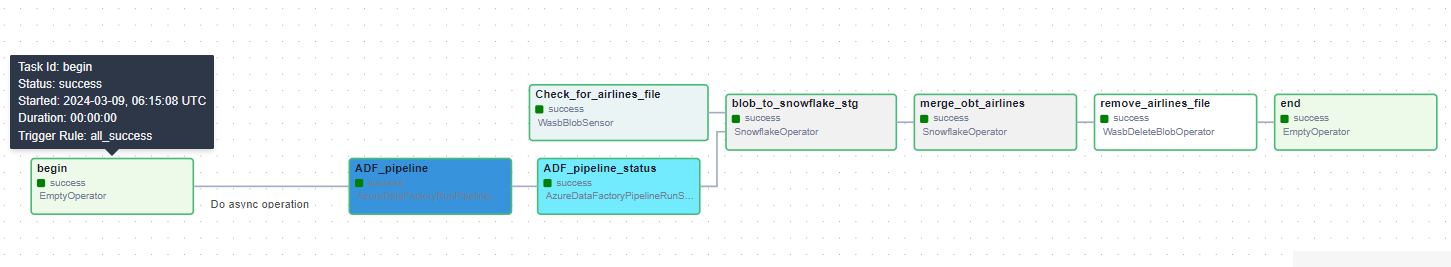 Task Id: begin
Status: success
Started: 2024-03-09, 06:15:08 UTC
Duration: 00:00:00
Trigger Rule: all_success
begin
success
EmptyOperator
Do async operation
ADF_pipeline
success
AzureDataFactoryRunPipeline...
Check_for_airlines_file
success
WasbBlobSensor
ADF_pipeline_status
success
AzureDataFactoryPipelineRunS...
blob_to_snowflake_stg
success
SnowflakeOperator
merge_obt_airlines
success
SnowflakeOperator
remove_airlines_file
success
WasbDeleteBlobOperator
end
success
EmptyOperator